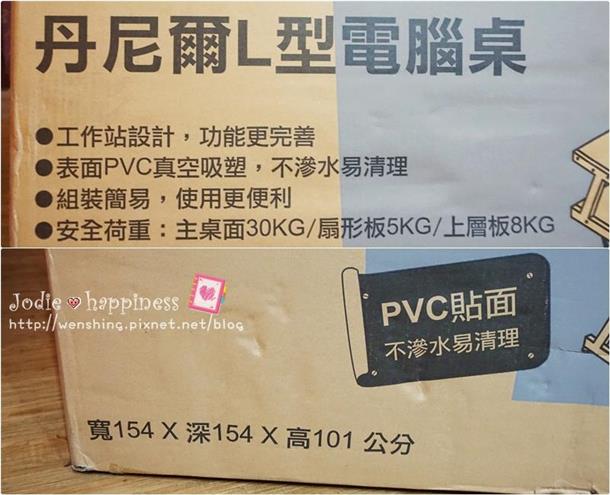 丹尼爾L型電腦桌
●工作站設計，功能更完善
●表面PVC真空吸塑，不滲水易清理
●組裝簡易，使用更便利
●安全荷重：主桌面30KG/扇形板5KG/上層板8KG
Jodie happiness
http://wenshing.pixnet.net/blog
PVC貼面
不滲水易清理
寬154 X 深154 X 高101 公分